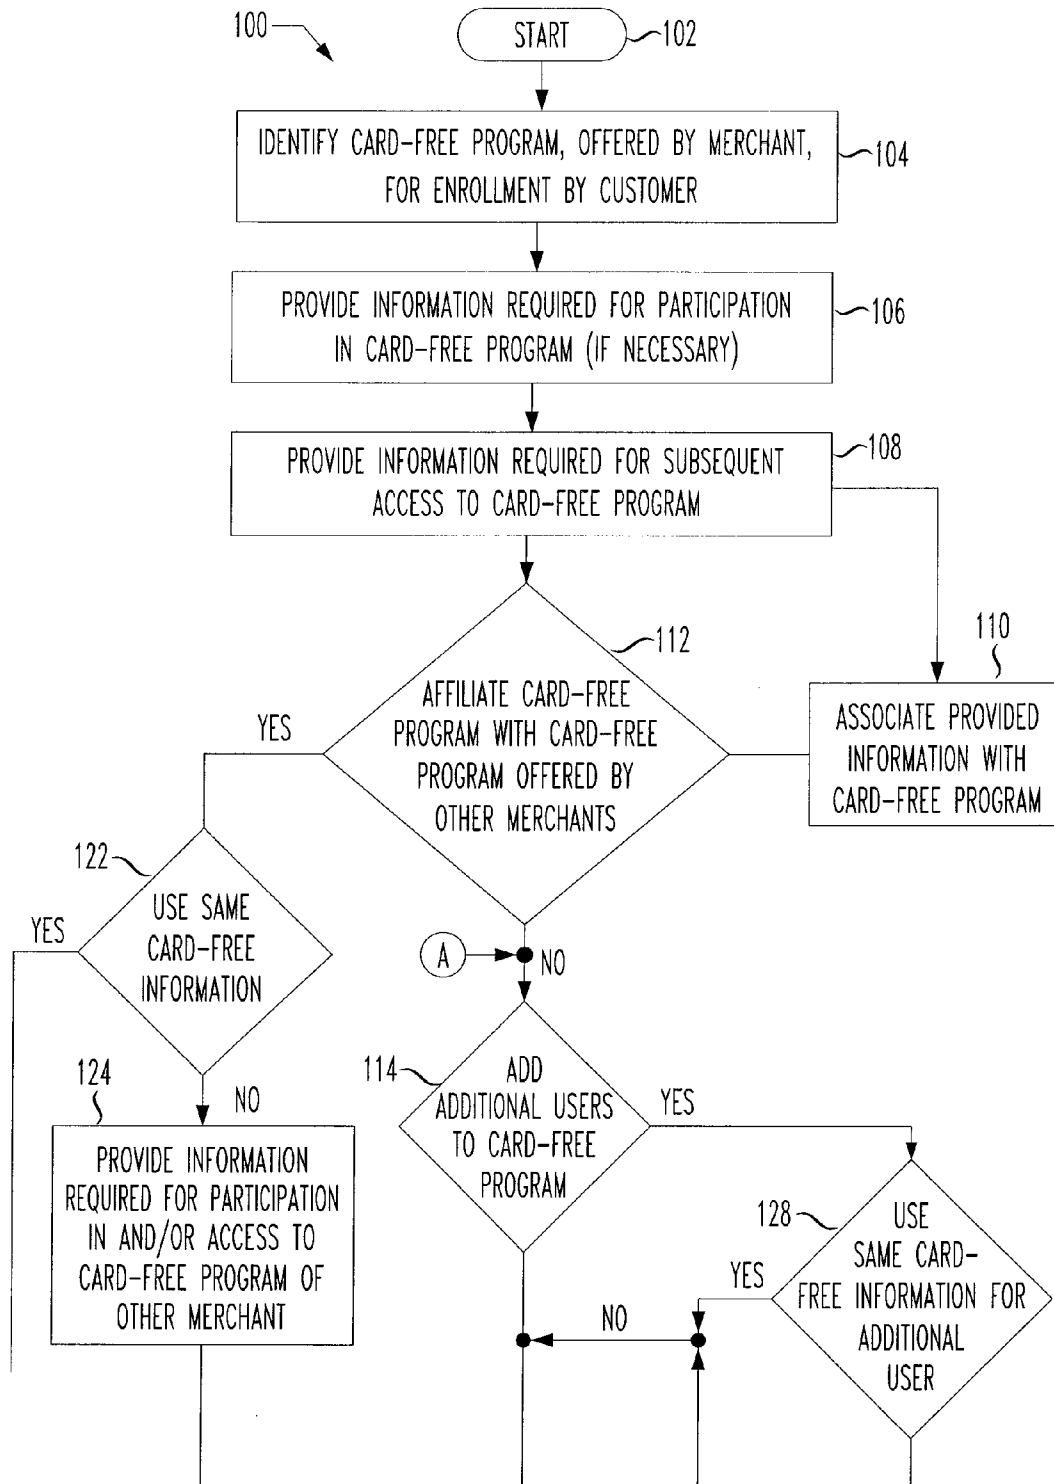 100
START
102
IDENTIFY CARD-FREE PROGRAM, OFFERED BY MERCHANT,
FOR ENROLLMENT BY CUSTOMER
104
PROVIDE INFORMATION REQUIRED FOR PARTICIPATION
IN CARD-FREE PROGRAM (IF NECESSARY)
106
PROVIDE INFORMATION REQUIRED FOR SUBSEQUENT
ACCESS TO CARD-FREE PROGRAM
108
112
AFFILIATE CARD-FREE
PROGRAM WITH CARD-FREE
PROGRAM OFFERED BY
OTHER MERCHANTS
YES
110
ASSOCIATE PROVIDED
INFORMATION WITH
CARD-FREE PROGRAM
122
USE SAME
CARD-FREE
INFORMATION
YES
NO
A
NO
114
ADD
ADDITIONAL USERS
TO CARD-FREE
PROGRAM
YES
124
PROVIDE INFORMATION
REQUIRED FOR PARTICIPATION
IN AND/OR ACCESS TO
CARD-FREE PROGRAM OF
OTHER MERCHANT
128
USE
SAME CARD-
FREE INFORMATION FOR
ADDITIONAL
USER
YES
NO